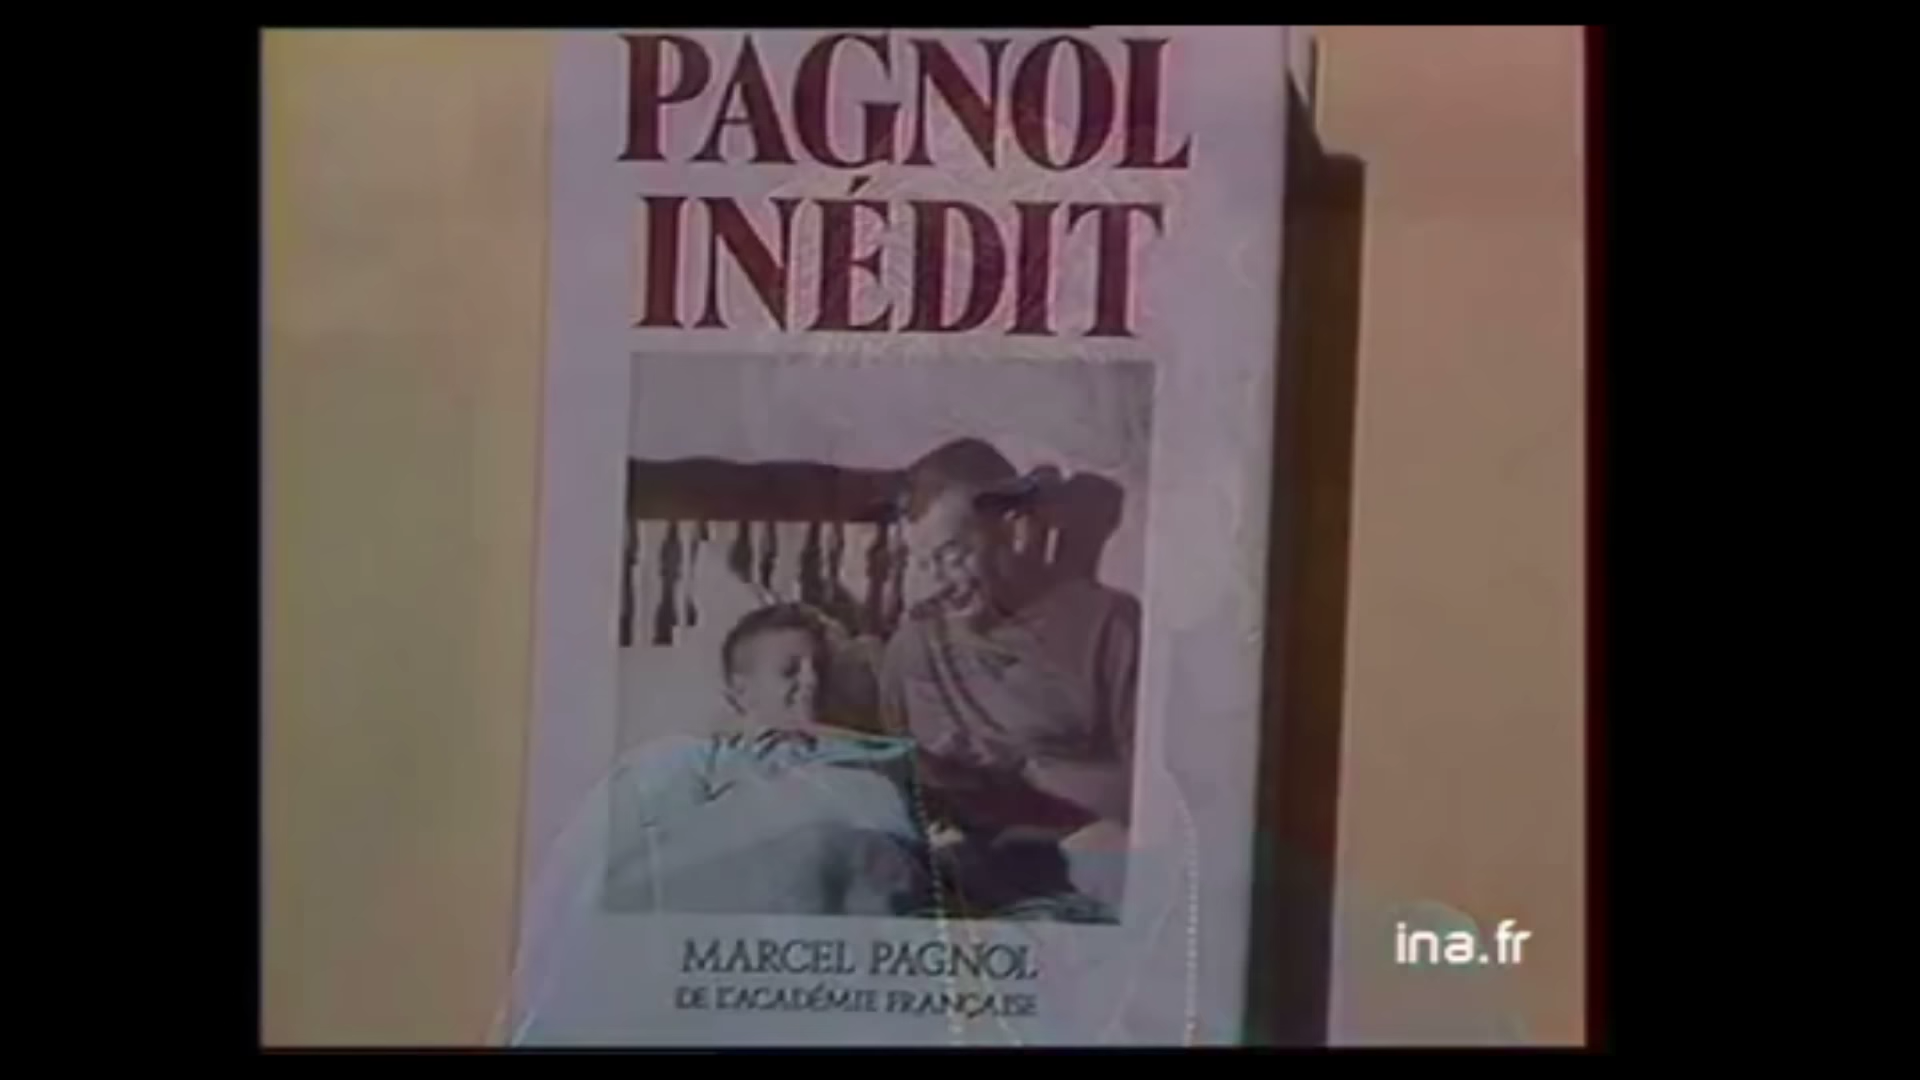 PAGNOL
INÉDIT
MARCEL PAGNOL
DE L'ACADÉMIE FRANÇAISE
ina.fr